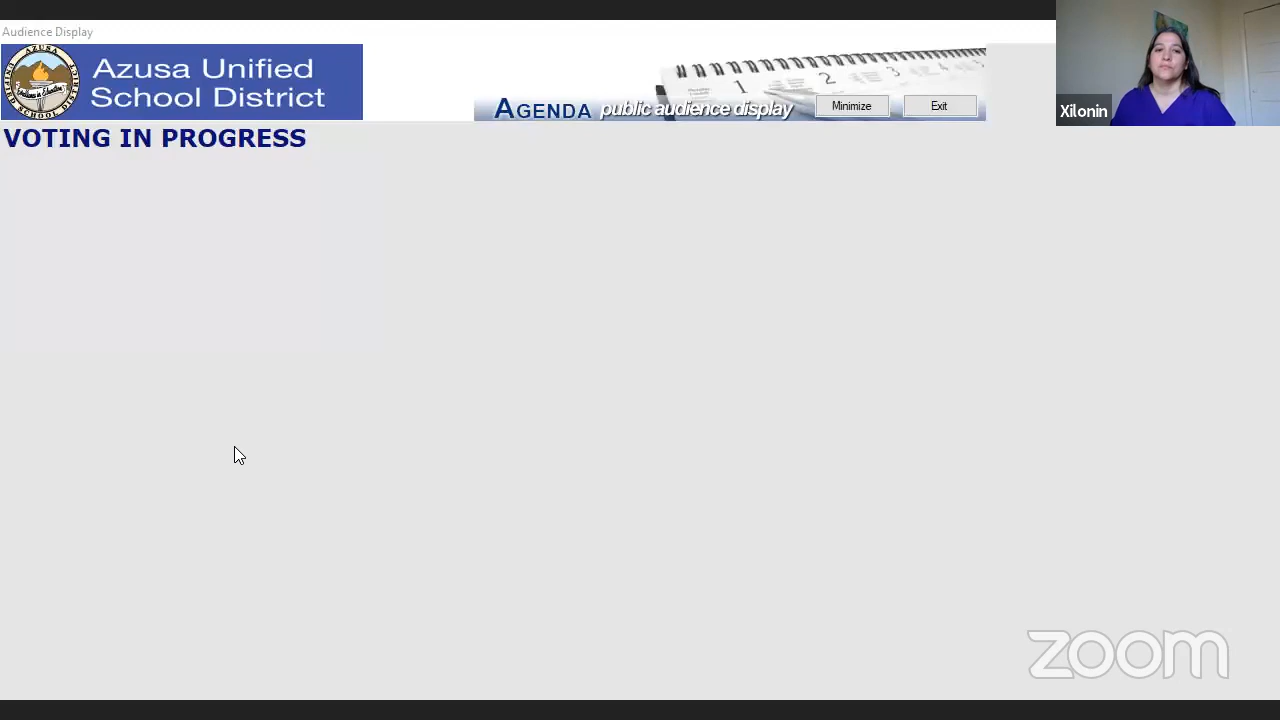 Audience Display
Azusa Unified
School District
AGENDA public audience display
Minimize
Exit
Xilonin
VOTING IN PROGRESS
zoom